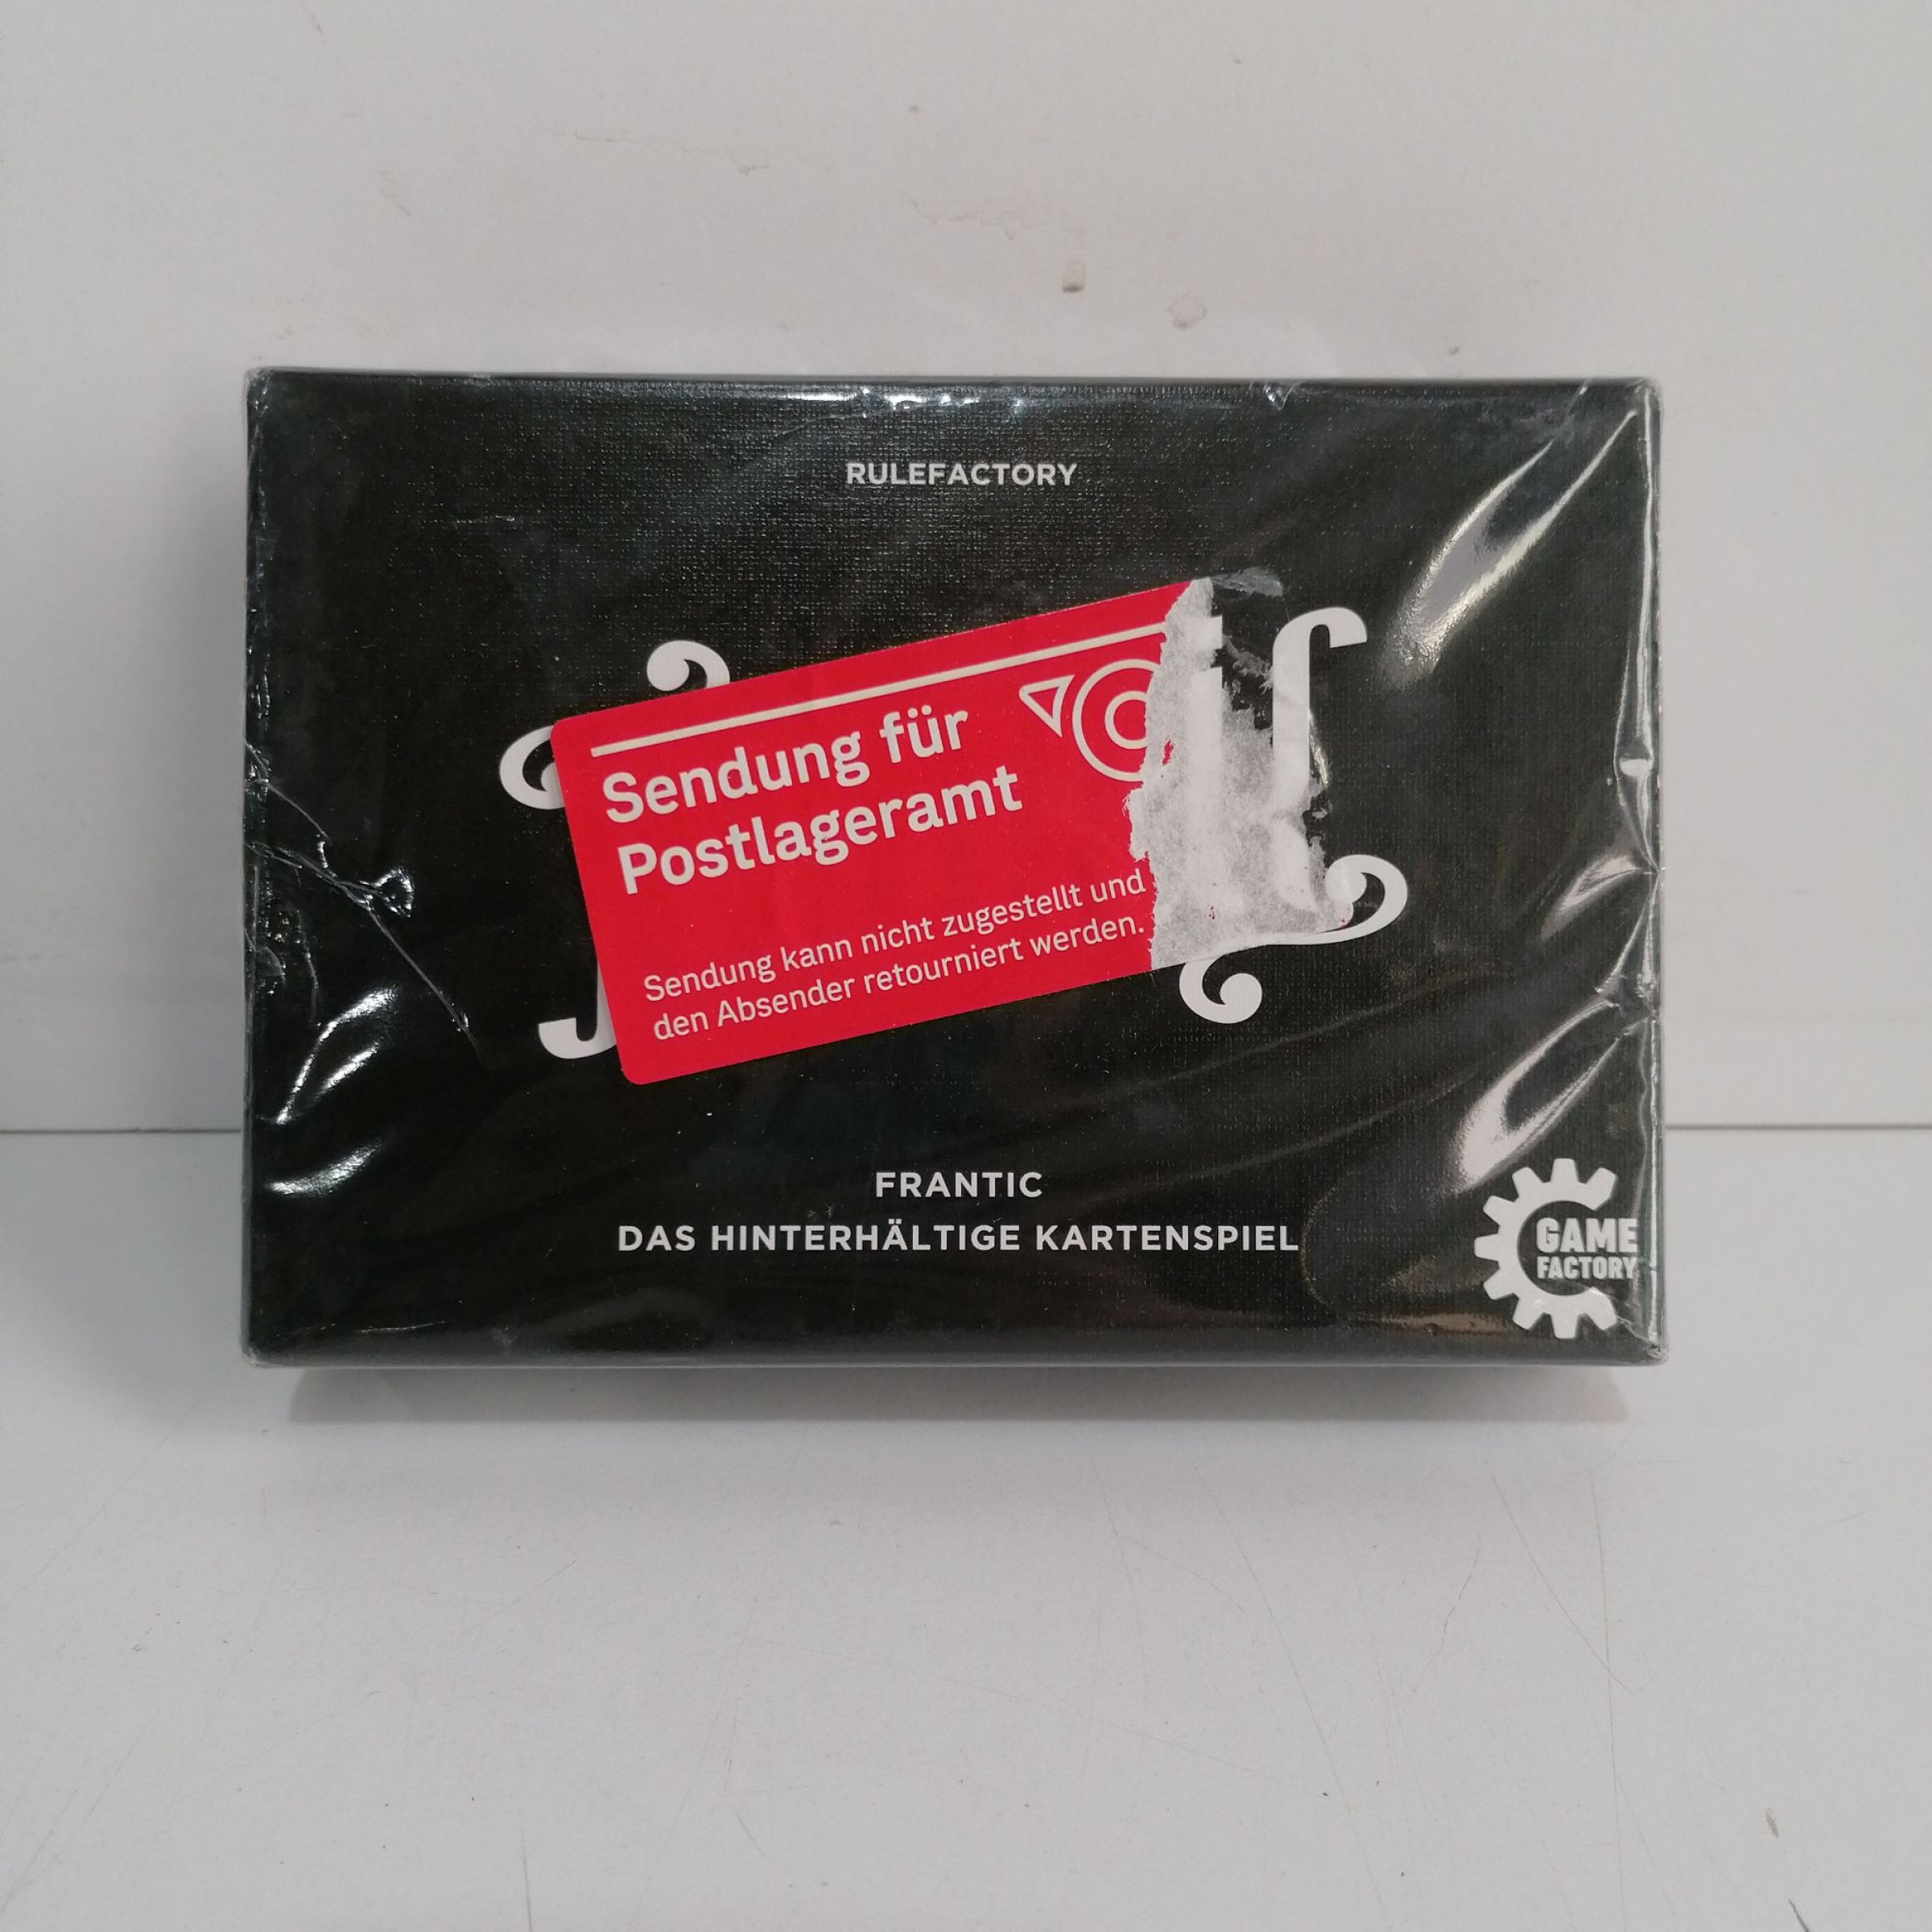 RULEFACTORY
Sendung für
Postlageramt
Sendung kann nicht zugestellt und
den Absender retourniert werden.
FRANTIC
DAS HINTERHÄLTIGE KARTENSPIEL
GAME
FACTORY